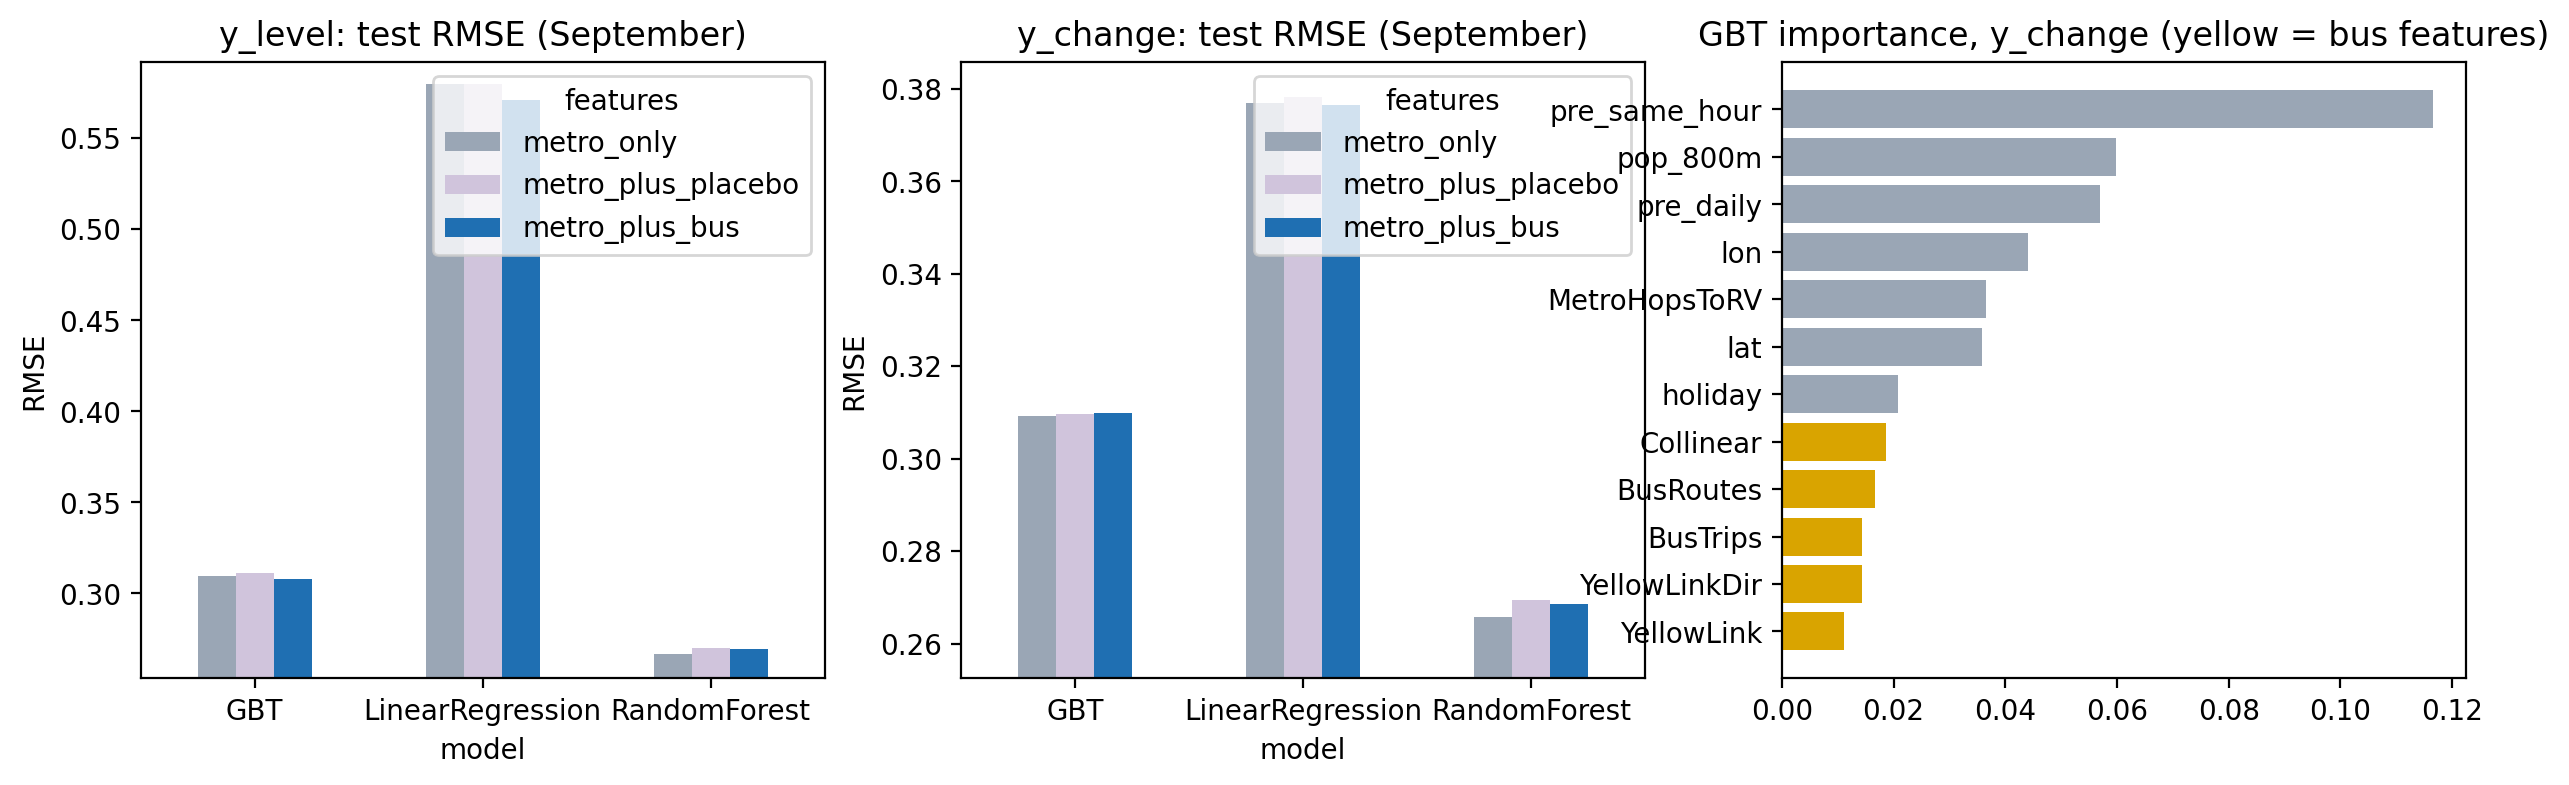 y_level: test RMSE (September)
RMSE
0.55
0.50
0.45
0.40
0.35
0.30
features
metro_only
metro_plus_placebo
metro_plus_bus
GBT
LinearRegression
RandomForest
model
y_change: test RMSE (September)
RMSE
0.38
0.36
0.34
0.32
0.30
0.28
0.26
features
metro_only
metro_plus_placebo
metro_plus_bus
GBT
LinearRegression
RandomForest
model
GBT importance, y_change (yellow = bus features)
pre_same_hour
pop_800m
pre_daily
lon
MetroHopsToRV
lat
holiday
Collinear
BusRoutes
BusTrips
YellowLinkDir
YellowLink
0.00
0.02
0.04
0.06
0.08
0.10
0.12